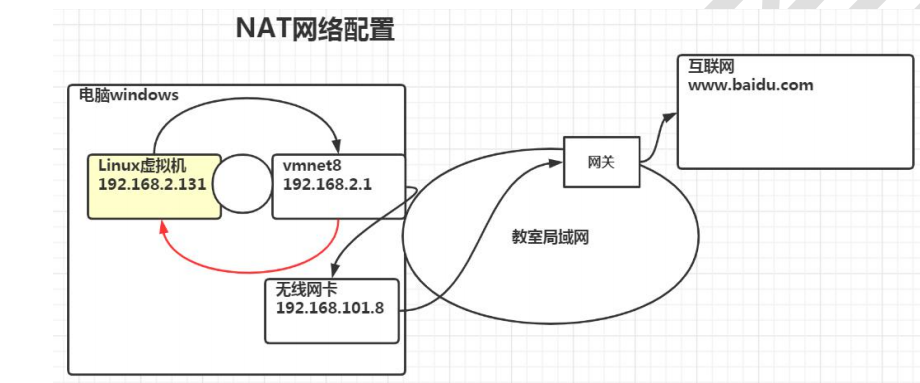 NAT网络配置
电脑windows
Linux虚拟机
192.168.2.131
vmnet8
192.168.2.1
无线网卡
192.168.101.8
网关
教室局域网
互联网
www.baidu.com